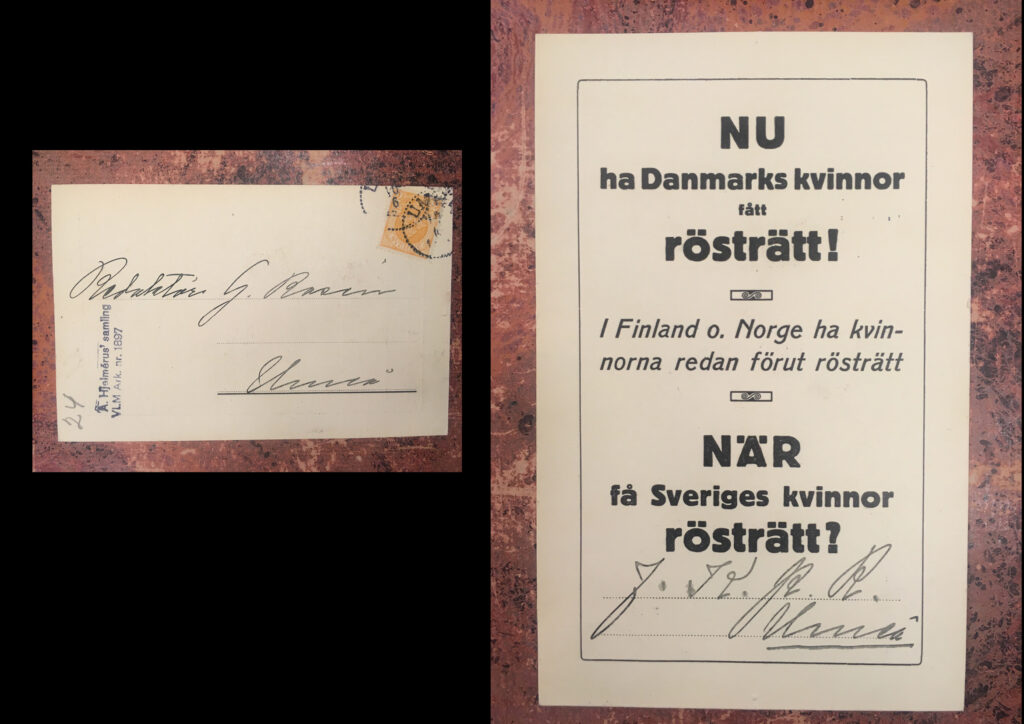 Redaktör G. Rosén
Umeå
Å. Hjelmérus' samling
VLM Ark. nr. 1897
24
NU
ha Danmarks kvinnor
fått
rösträtt!
I Finland o. Norge ha kvin-
norna redan förut rösträtt
NÄR
få Sveriges kvinnor
rösträtt?
F. K. P. R.
Umeå